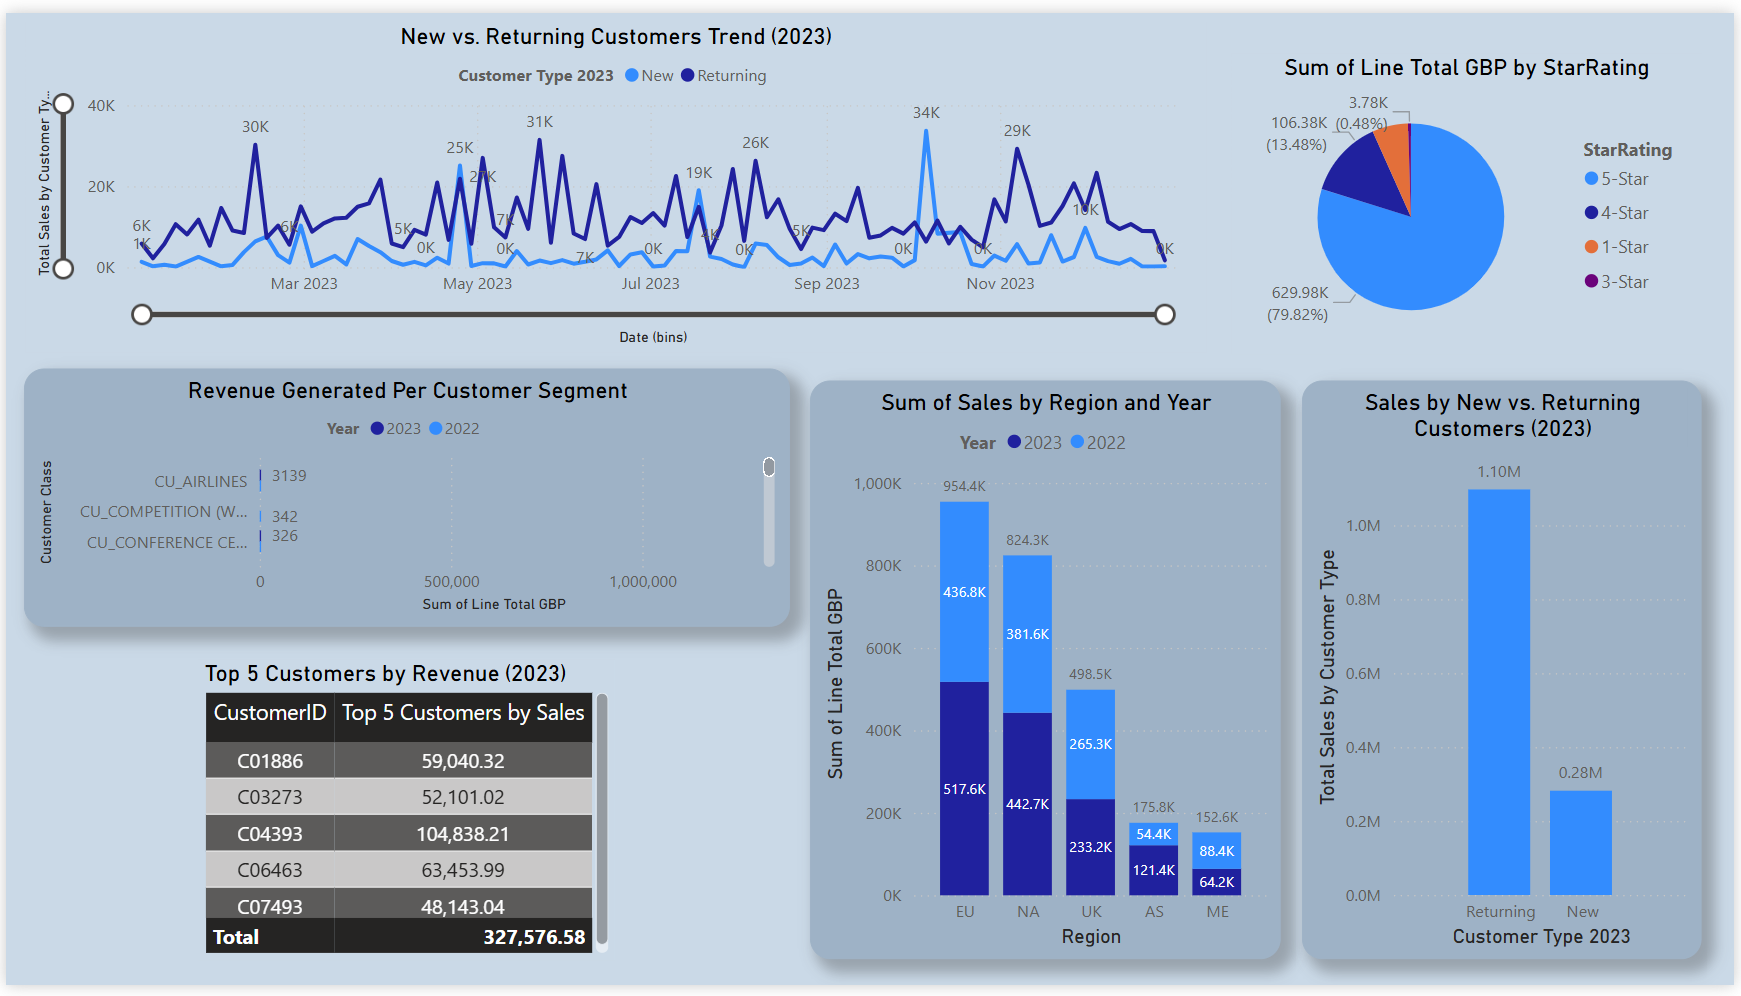 New vs. Returning Customers Trend (2023)
Customer Type 2023 New Returning
Total Sales by Customer Ty...
40K
20K
0K
6K
1K
30K
6K
5K
0K
25K
27K
7K
0K
31K
7K
0K
19K
4K
26K
0K
5K
0K
34K
0K
29K
10K
0K
Mar 2023 May 2023 Jul 2023 Sep 2023 Nov 2023
Date (bins)
Sum of Line Total GBP by StarRating
3.78K
(0.48%)
106.38K
(13.48%)
629.98K
(79.82%)
StarRating
5-Star
4-Star
1-Star
3-Star
Revenue Generated Per Customer Segment
Year 2023 2022
Customer Class
CU_AIRLINES 3139
CU_COMPETITION (W... 342
CU_CONFERENCE CE... 326
0 500,000 1,000,000
Sum of Line Total GBP
Top 5 Customers by Revenue (2023)
CustomerID Top 5 Customers by Sales
C01886 59,040.32
C03273 52,101.02
C04393 104,838.21
C06463 63,453.99
C07493 48,143.04
Total 327,576.58
Sum of Sales by Region and Year
Year 2023 2022
Sum of Line Total GBP
1,000K
800K
600K
400K
200K
0K
954.4K
436.8K
517.6K
824.3K
381.6K
442.7K
498.5K
265.3K
233.2K
175.8K
54.4K
121.4K
152.6K
88.4K
64.2K
EU NA UK AS ME
Region
Sales by New vs. Returning
Customers (2023)
Total Sales by Customer Type
1.0M
0.8M
0.6M
0.4M
0.2M
0.0M
1.10M
0.28M
Returning New
Customer Type 2023